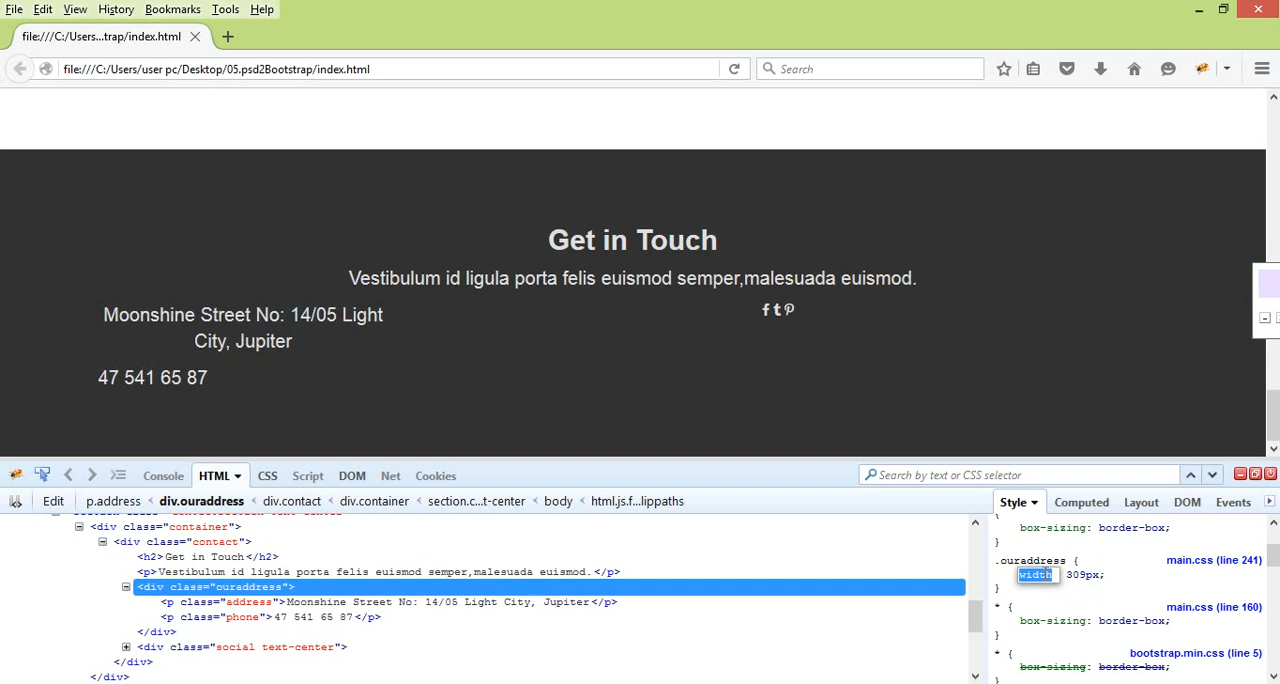 File Edit View History Bookmarks Tools Help
file:///C:/Users...trap/index.html
file:///C:/Users/user pc/Desktop/05.psd2Bootstrap/index.html
Search
Get in Touch
Vestibulum id ligula porta felis euismod semper,malesuada euismod.
Moonshine Street No: 14/05 Light
City, Jupiter
47 541 65 87
Console HTML CSS Script DOM Net Cookies
Search by text or CSS selector
Edit p.address < div.ouraddress < div.contact < div.container < section.c...t-center < body < html.js.f...lippaths
Style Computed Layout DOM Events
<div class="container">
<div class="contact">
<h2>Get in Touch</h2>
<p>Vestibulum id ligula porta felis euismod semper,malesuada euismod.</p>
<div class="ouraddress">
<p class="address">Moonshine Street No: 14/05 Light City, Jupiter</p>
<p class="phone">47 541 65 87</p>
</div>
<div class="social text-center">
</div>
</div>
{
box-sizing: border-box;
}
.ouraddress { main.css (line 241)
width 309px;
}
* { main.css (line 160)
box-sizing: border-box;
}
* { bootstrap.min.css (line 5)
box-sizing: border-box;
}